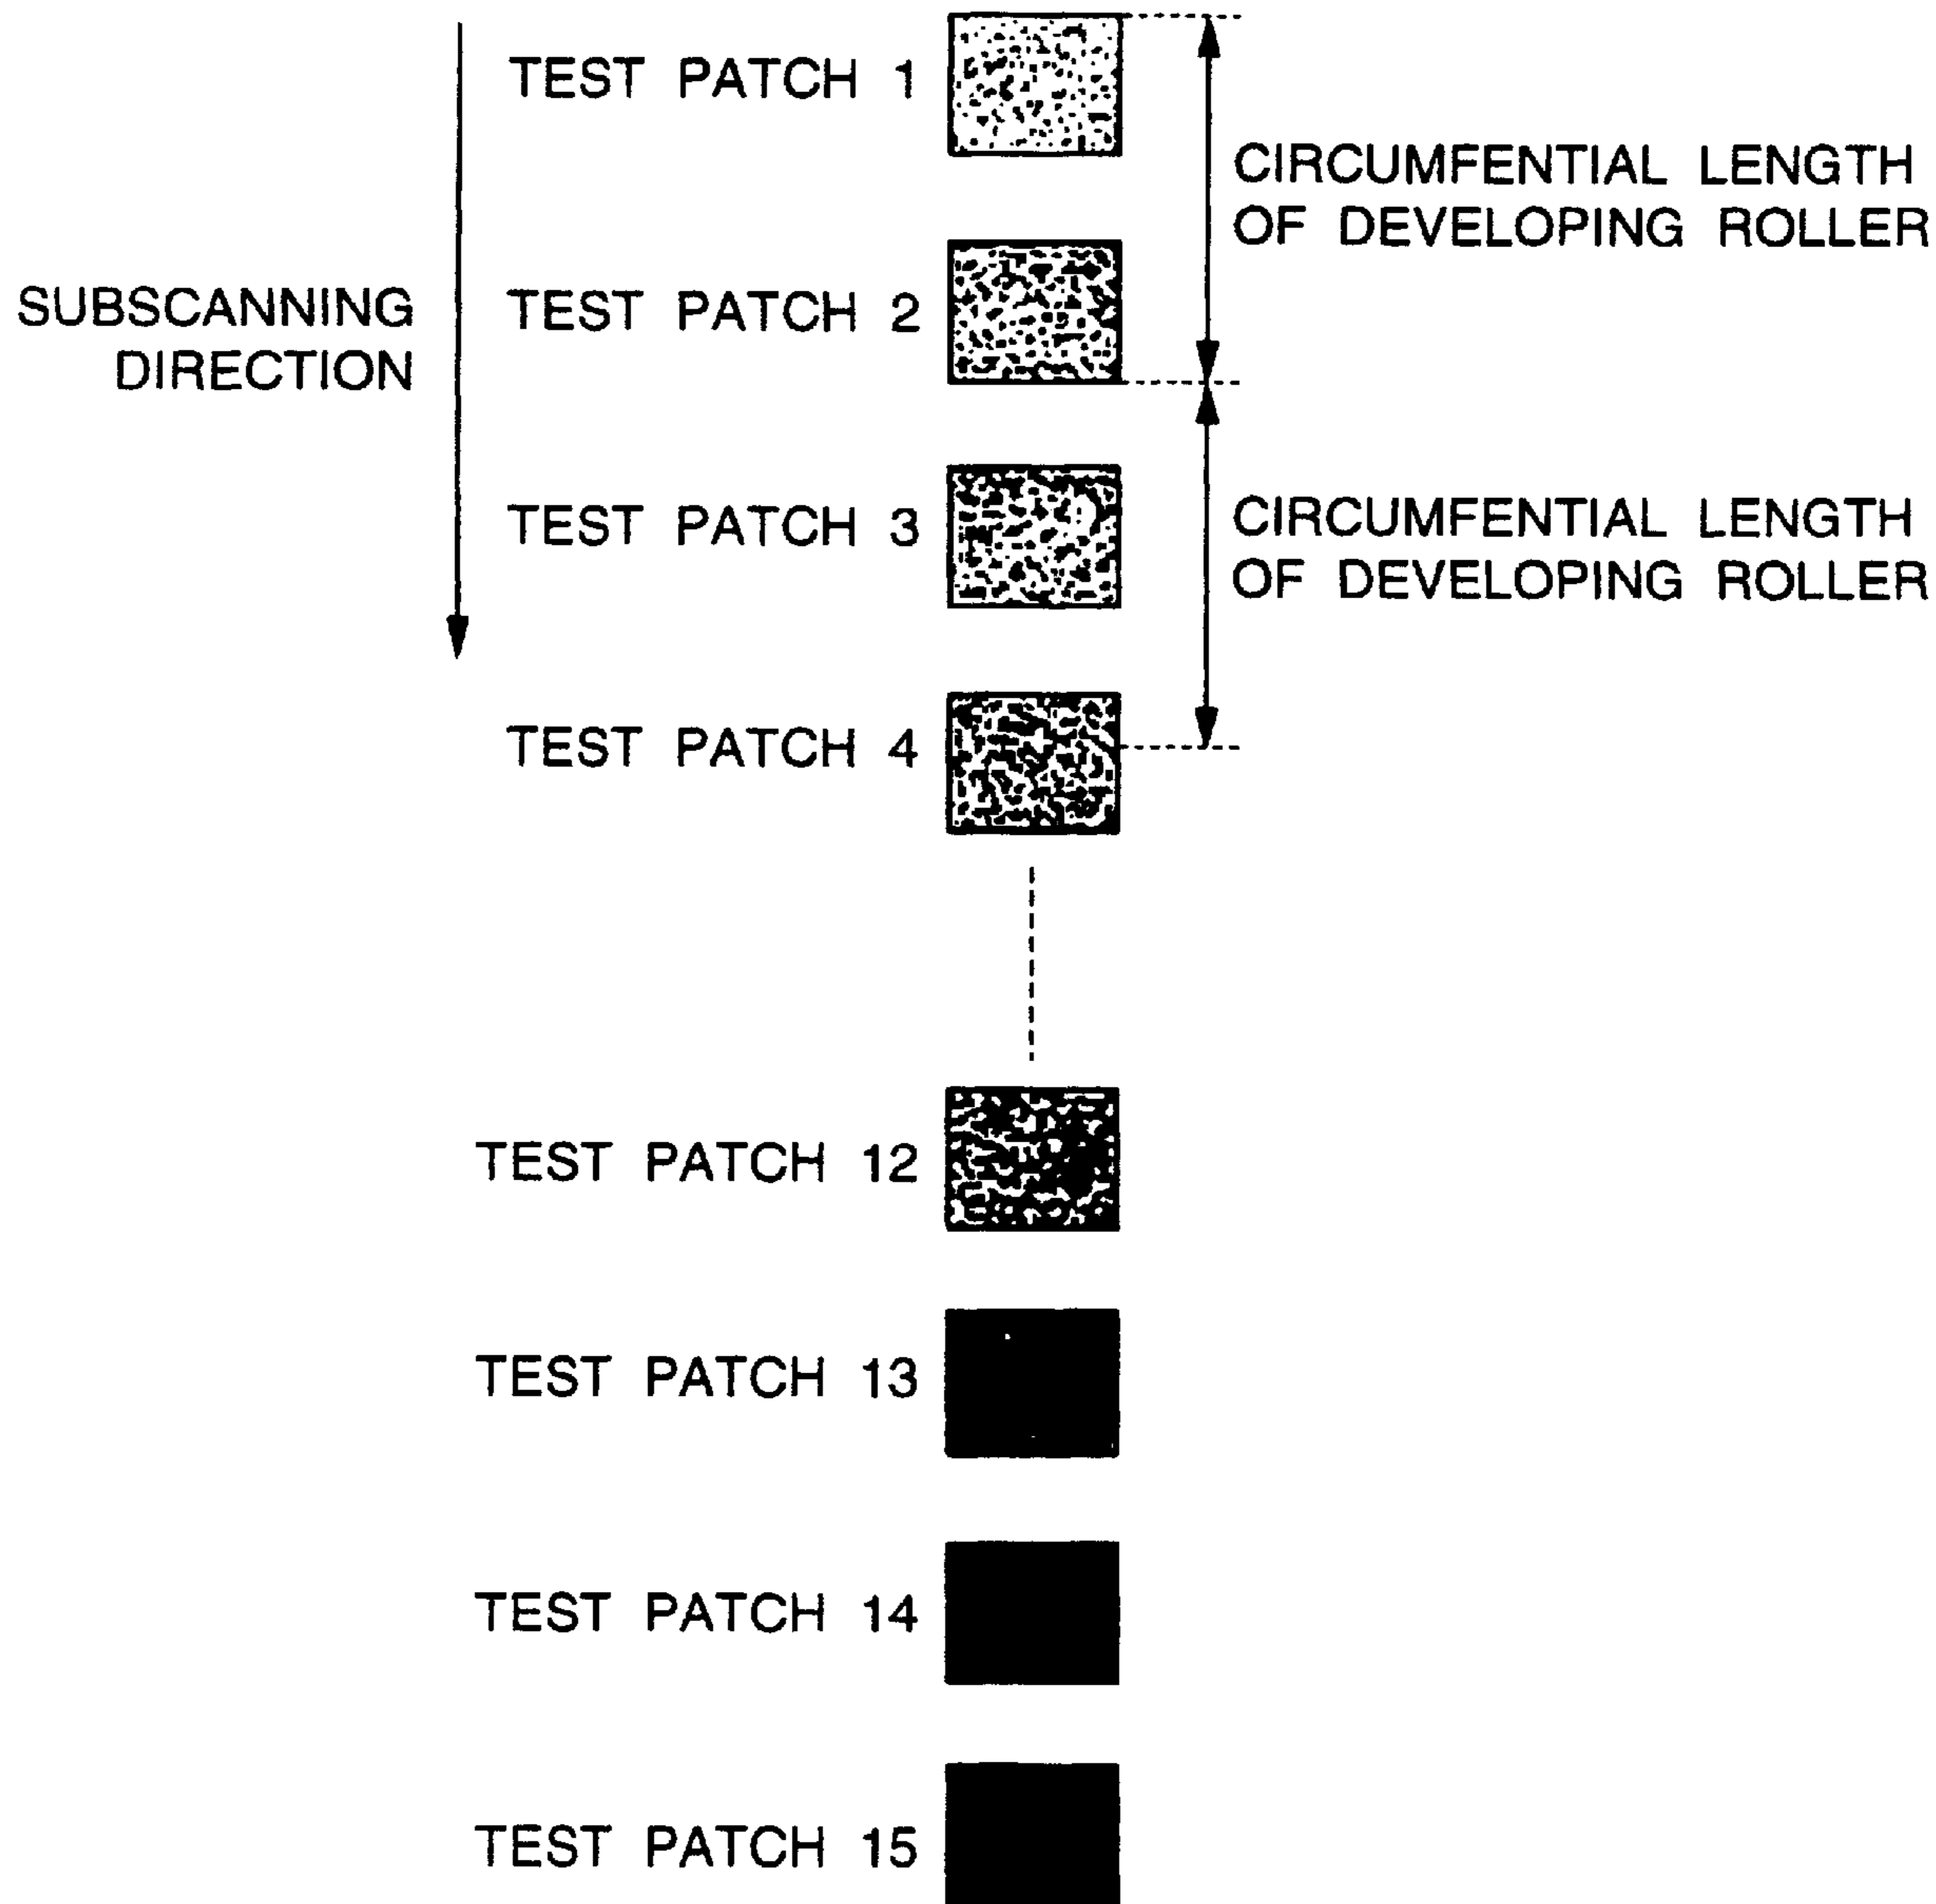 TEST PATCH 1
CIRCUMFENTIAL LENGTH
OF DEVELOPING ROLLER
SUBSCANNING
DIRECTION
TEST PATCH 2
TEST PATCH 3
CIRCUMFENTIAL LENGTH
OF DEVELOPING ROLLER
TEST PATCH 4
TEST PATCH 12
TEST PATCH 13
TEST PATCH 14
TEST PATCH 15